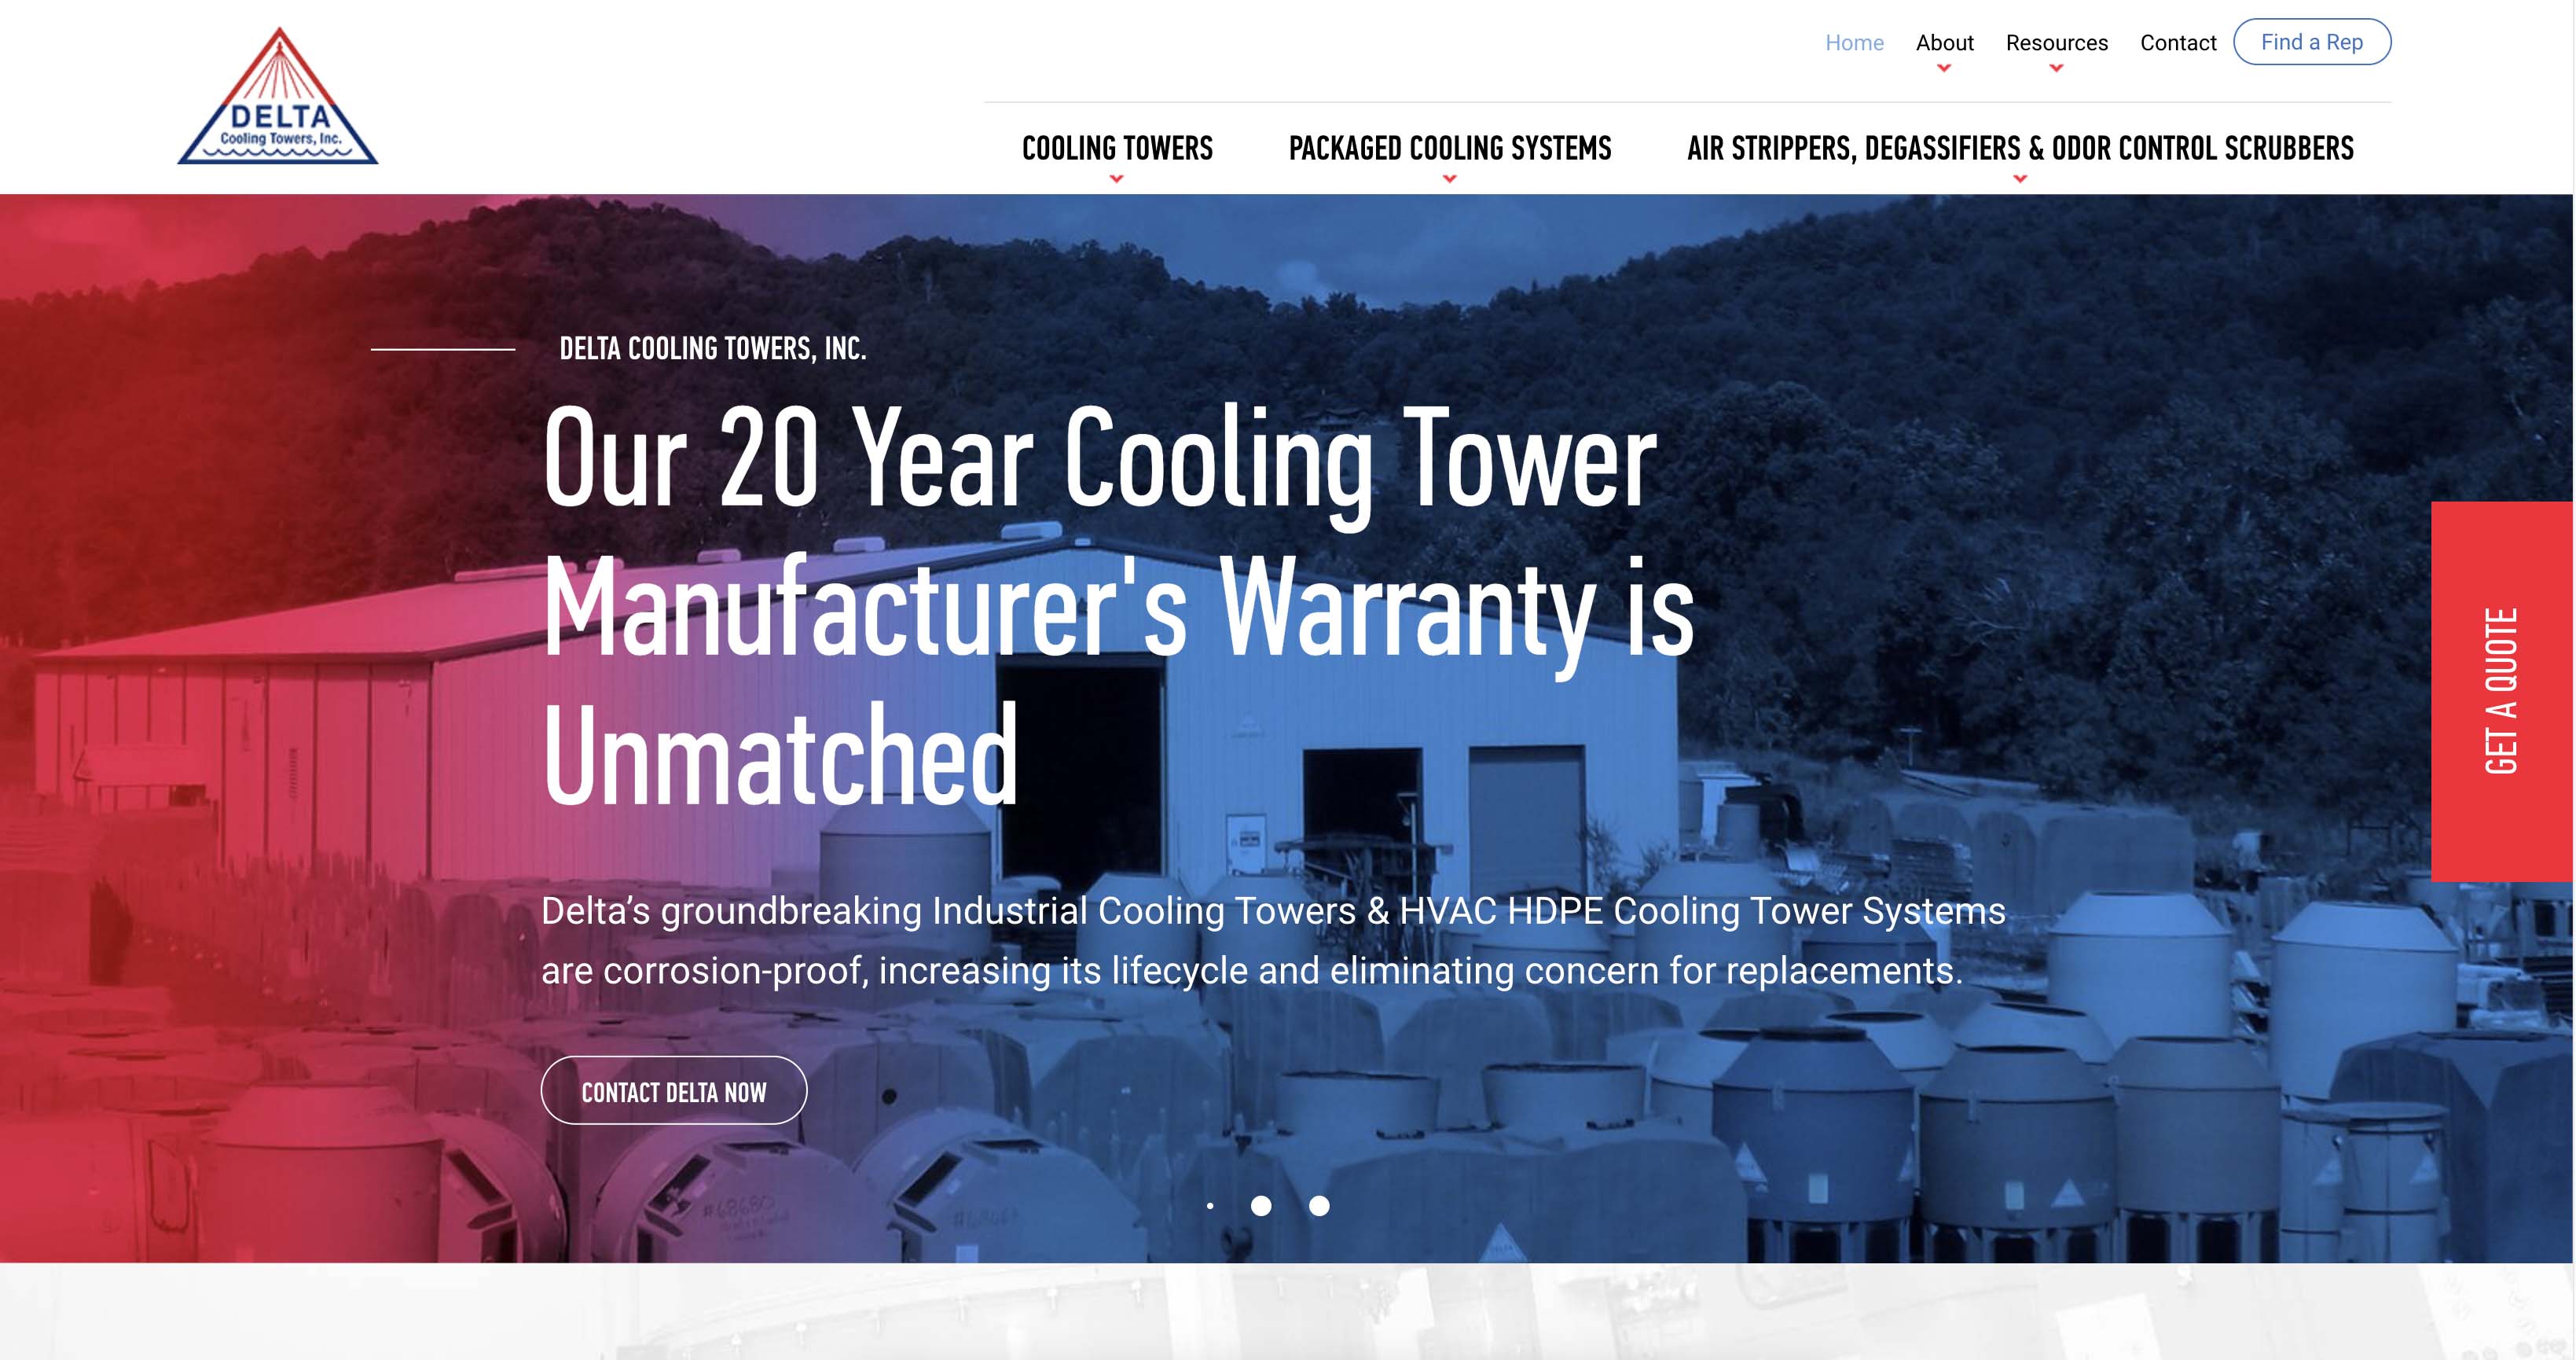 DELTA
Cooling Towers, Inc.
Home About Resources Contact Find a Rep
COOLING TOWERS PACKAGED COOLING SYSTEMS AIR STRIPPERS, DEGASSIFIERS & ODOR CONTROL SCRUBBERS
DELTA COOLING TOWERS, INC.
Our 20 Year Cooling Tower
Manufacturer's Warranty is
Unmatched
GET A QUOTE
Delta’s groundbreaking Industrial Cooling Towers & HVAC HDPE Cooling Tower Systems
are corrosion-proof, increasing its lifecycle and eliminating concern for replacements.
CONTACT DELTA NOW
#68680